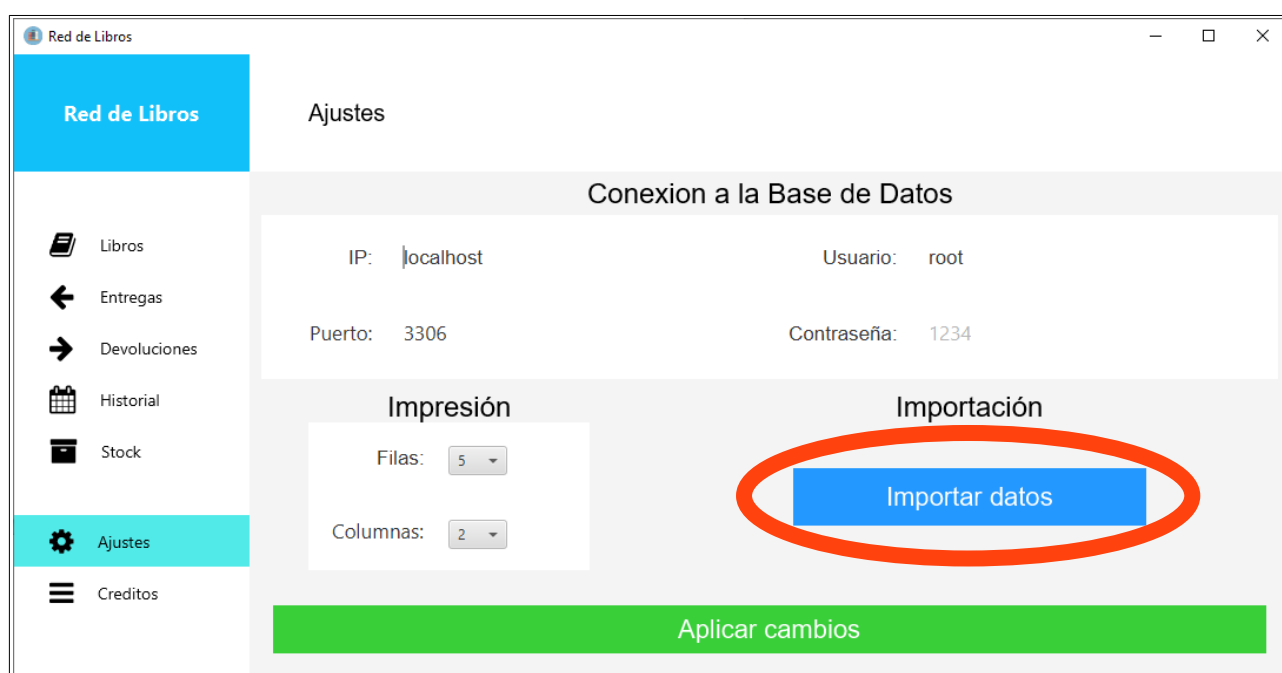 Red de Libros
Red de Libros
Ajustes
Libros
Entregas
Devoluciones
Historial
Stock
Ajustes
Creditos
Conexion a la Base de Datos
IP: localhost
Usuario: root
Puerto: 3306
Contraseña: 1234
Impresión
Filas: 5
Columnas: 2
Importación
Importar datos
Aplicar cambios